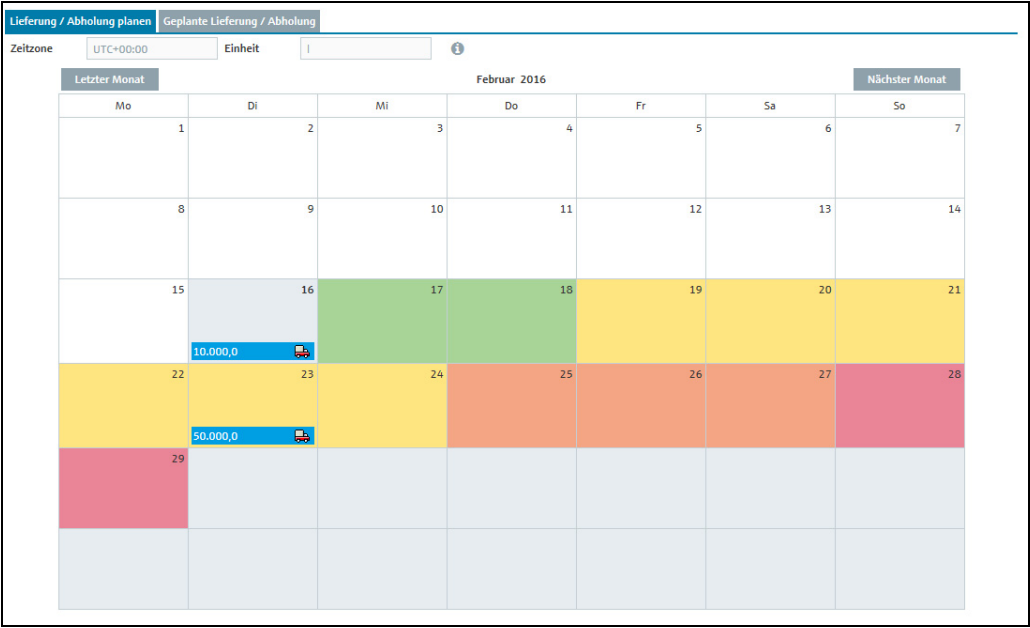 Lieferung / Abholung planen Geplante Lieferung / Abholung
Zeitzone UTC+00:00 Einheit l
Letzter Monat Februar 2016 Nächster Monat
Mo Di Mi Do Fr Sa So
1 2 3 4 5 6 7
8 9 10 11 12 13 14
15 16 17 18 19 20 21
10.000,0
22 23 24 25 26 27 28
50.000,0
29